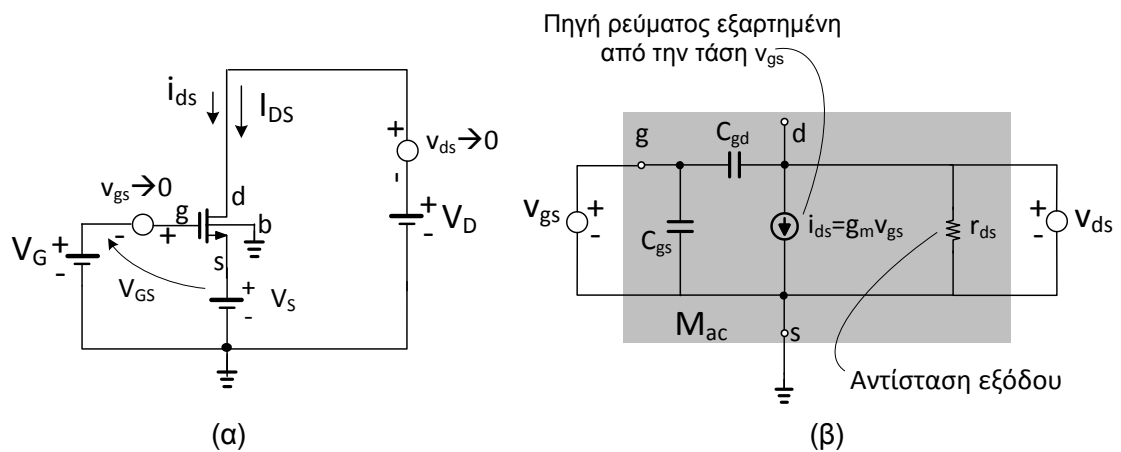 Πηγή ρεύματος εξαρτημένη
από την τάση vgs
ids
IDS
+
vds→0
-
vgs→0
d
g
b
- +
s
VG
+
-
VGS
+
VS
-
+
VD
-
(α)
g
Cgd
d
vgs
+
-
Cgs
ids=gmvgs
rds
+
vds
-
Mac
s
Αντίσταση εξόδου
(β)